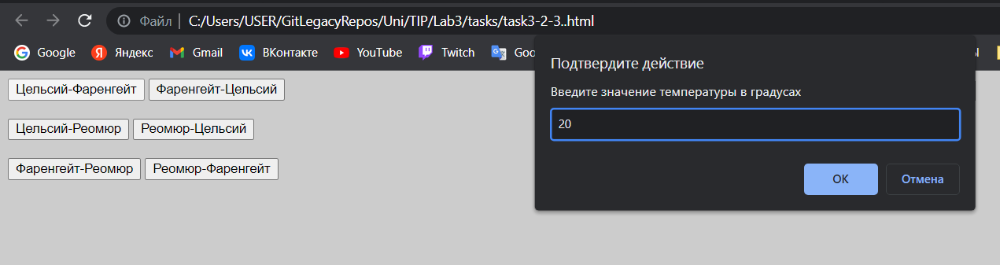 Файл | C:/Users/USER/GitLegacyRepos/Uni/TIP/Lab3/tasks/task3-2-3..html
Google Яндекс Gmail ВКонтакте YouTube Twitch Goo
Подтвердите действие
Введите значение температуры в градусах
20
OK Отмена
Цельсий-Фаренгейт Фаренгейт-Цельсий
Цельсий-Реомюр Реомюр-Цельсий
Фаренгейт-Реомюр Реомюр-Фаренгейт